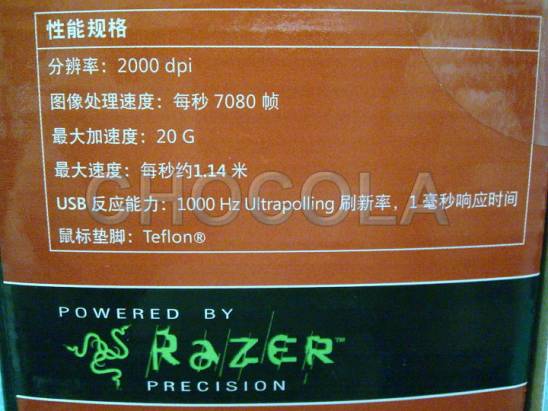 性能规格
分辨率：2000 dpi
图像处理速度：每秒 7080 帧
最大加速度：20 G
最大速度：每秒约1.14 米
CHOCOLA
USB 反应能力：1000 Hz Ultrapolling 刷新率，1 毫秒响应时间
鼠标垫脚：Teflon®
POWERED BY
RAZER™
PRECISION